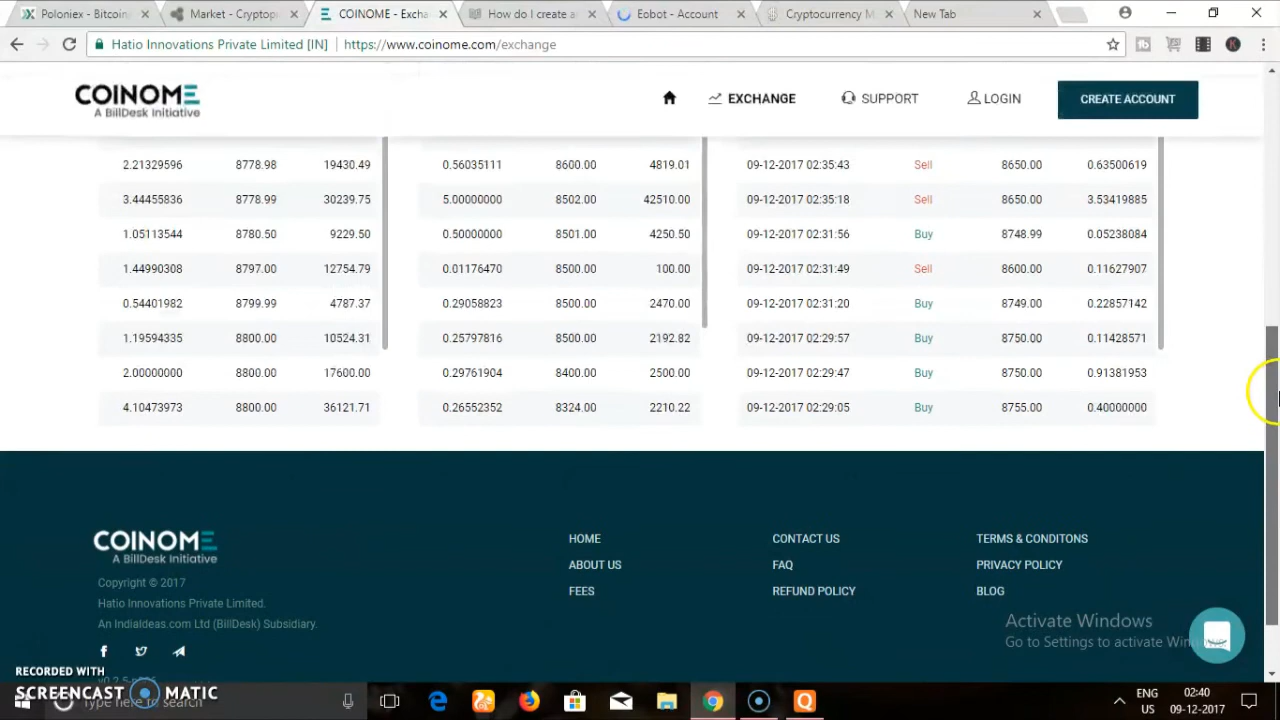 Poloniex - Bitcoin
Market - Cryptop
COINOME - Excha
How do I create a
Eobot - Account
Cryptocurrency M
New Tab
Hatio Innovations Private Limited [IN] https://www.coinome.com/exchange
COINOME
A BillDesk Initiative
EXCHANGE
SUPPORT
LOGIN
CREATE ACCOUNT
2.21329596 8778.98 19430.49 0.56035111 8600.00 4819.01 09-12-2017 02:35:43 Sell 8650.00 0.63500619
3.44455836 8778.99 30239.75 5.00000000 8502.00 42510.00 09-12-2017 02:35:18 Sell 8650.00 3.53419885
1.05113544 8780.50 9229.50 0.50000000 8501.00 4250.50 09-12-2017 02:31:56 Buy 8748.99 0.05238084
1.44990308 8797.00 12754.79 0.01176470 8500.00 100.00 09-12-2017 02:31:49 Sell 8600.00 0.11627907
0.54401982 8799.99 4787.37 0.29058823 8500.00 2470.00 09-12-2017 02:31:20 Buy 8749.00 0.22857142
1.19594335 8800.00 10524.31 0.25797816 8500.00 2192.82 09-12-2017 02:29:57 Buy 8750.00 0.11428571
2.00000000 8800.00 17600.00 0.29761904 8400.00 2500.00 09-12-2017 02:29:47 Buy 8750.00 0.91381953
4.10473973 8800.00 36121.71 0.26552352 8324.00 2210.22 09-12-2017 02:29:05 Buy 8755.00 0.40000000
COINOME
A BillDesk Initiative
Copyright © 2017
Hatio Innovations Private Limited.
An IndiaIdeas.com Ltd (BillDesk) Subsidiary.
HOME
ABOUT US
FEES
CONTACT US
FAQ
REFUND POLICY
TERMS & CONDITONS
PRIVACY POLICY
BLOG
Activate Windows
Go to Settings to activate Windows.
RECORDED WITH
SCREENCAST MATIC
Type here to search
ENG
US
02:40
09-12-2017